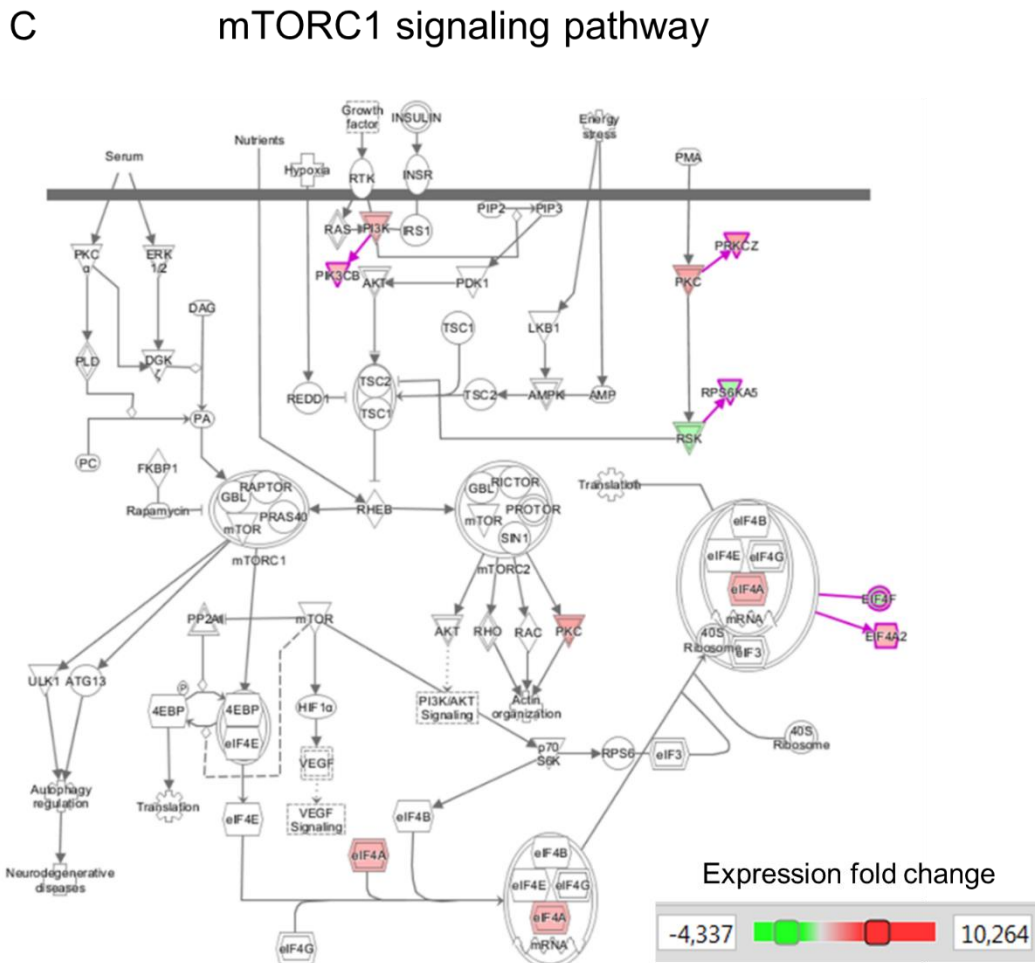 C mTORC1 signaling pathway
Growth
factor
INSULIN
Energy
stress
Nutrients
Serum
Hypoxia
RTK
INSR
PMA
PIP2
PIP3
RAS
PI3K
IRS1
PKC
α
ERK
1/2
PIK3CB
AKT
PDK1
PRKCZ
PKC
DAG
TSC1
LKB1
PLD
DGK
ζ
TSC2
TSC1
REDD1
TSC2
AMPK
AMP
RPS6KA5
PA
RSK
PC
FKBP1
Rapamycin
RAPTOR
GBL
PRAS40
mTOR
mTORC1
RHEB
GBL
RICTOR
mTOR
PROTOR
SIN1
mTORC2
Translation
eIF4B
eIF4E
eIF4G
eIF4A
mRNA
40S
Ribosome
eIF3
EIF4F
EIF4A2
PP2A
mTOR
AKT
RHO
RAC
PKC
ULK1
ATG13
P
4EBP
4EBP
eIF4E
HIF1α
PI3K/AKT
Signaling
Actin
organization
p70
S6K
RPS6
eIF3
40S
Ribosome
VEGF
Autophagy
regulation
Translation
eIF4E
VEGF
Signaling
eIF4B
eIF4A
Neurodegenerative
diseases
eIF4B
eIF4E
eIF4G
eIF4A
mRNA
eIF4G
Expression fold change
-4,337
10,264